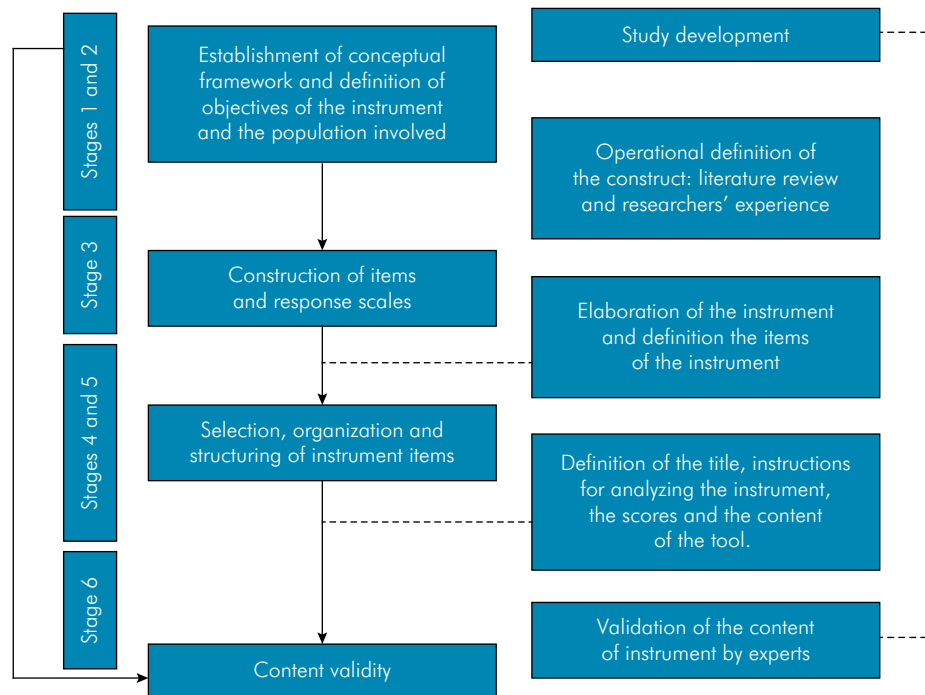 Stages 1 and 2
Establishment of conceptual
framework and definition of
objectives of the instrument
and the population involved
Study development
Operational definition of
the construct: literature review
and researchers’ experience
Stage 3
Construction of items
and response scales
Elaboration of the instrument
and definition the items
of the instrument
Stages 4 and 5
Selection, organization and
structuring of instrument items
Definition of the title, instructions
for analyzing the instrument,
the scores and the content
of the tool.
Stage 6
Content validity
Validation of the content
of instrument by experts